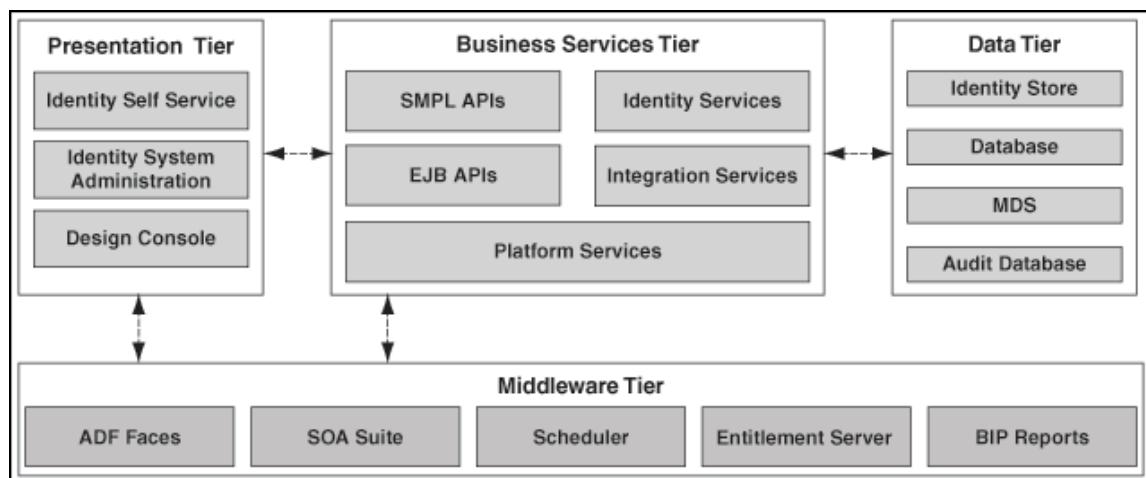 Presentation Tier
Identity Self Service
Identity System
Administration
Design Console
Business Services Tier
SMPL APIs
Identity Services
EJB APIs
Integration Services
Platform Services
Data Tier
Identity Store
Database
MDS
Audit Database
Middleware Tier
ADF Faces
SOA Suite
Scheduler
Entitlement Server
BIP Reports